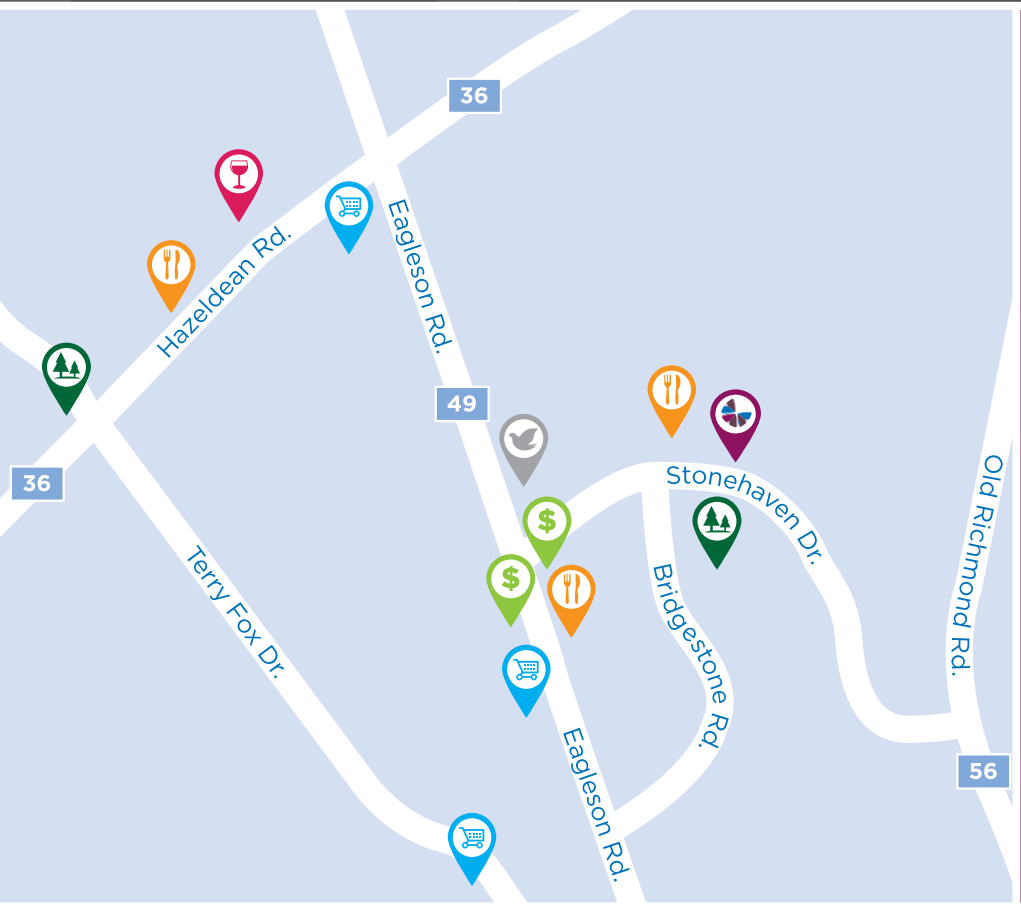 36
Hazeldean Rd.
Eagleson Rd.
49
36
Stonehaven Dr.
Old Richmond Rd.
$
$
Terry Fox Dr.
Bridgestone Rd.
Eagleson Rd.
56